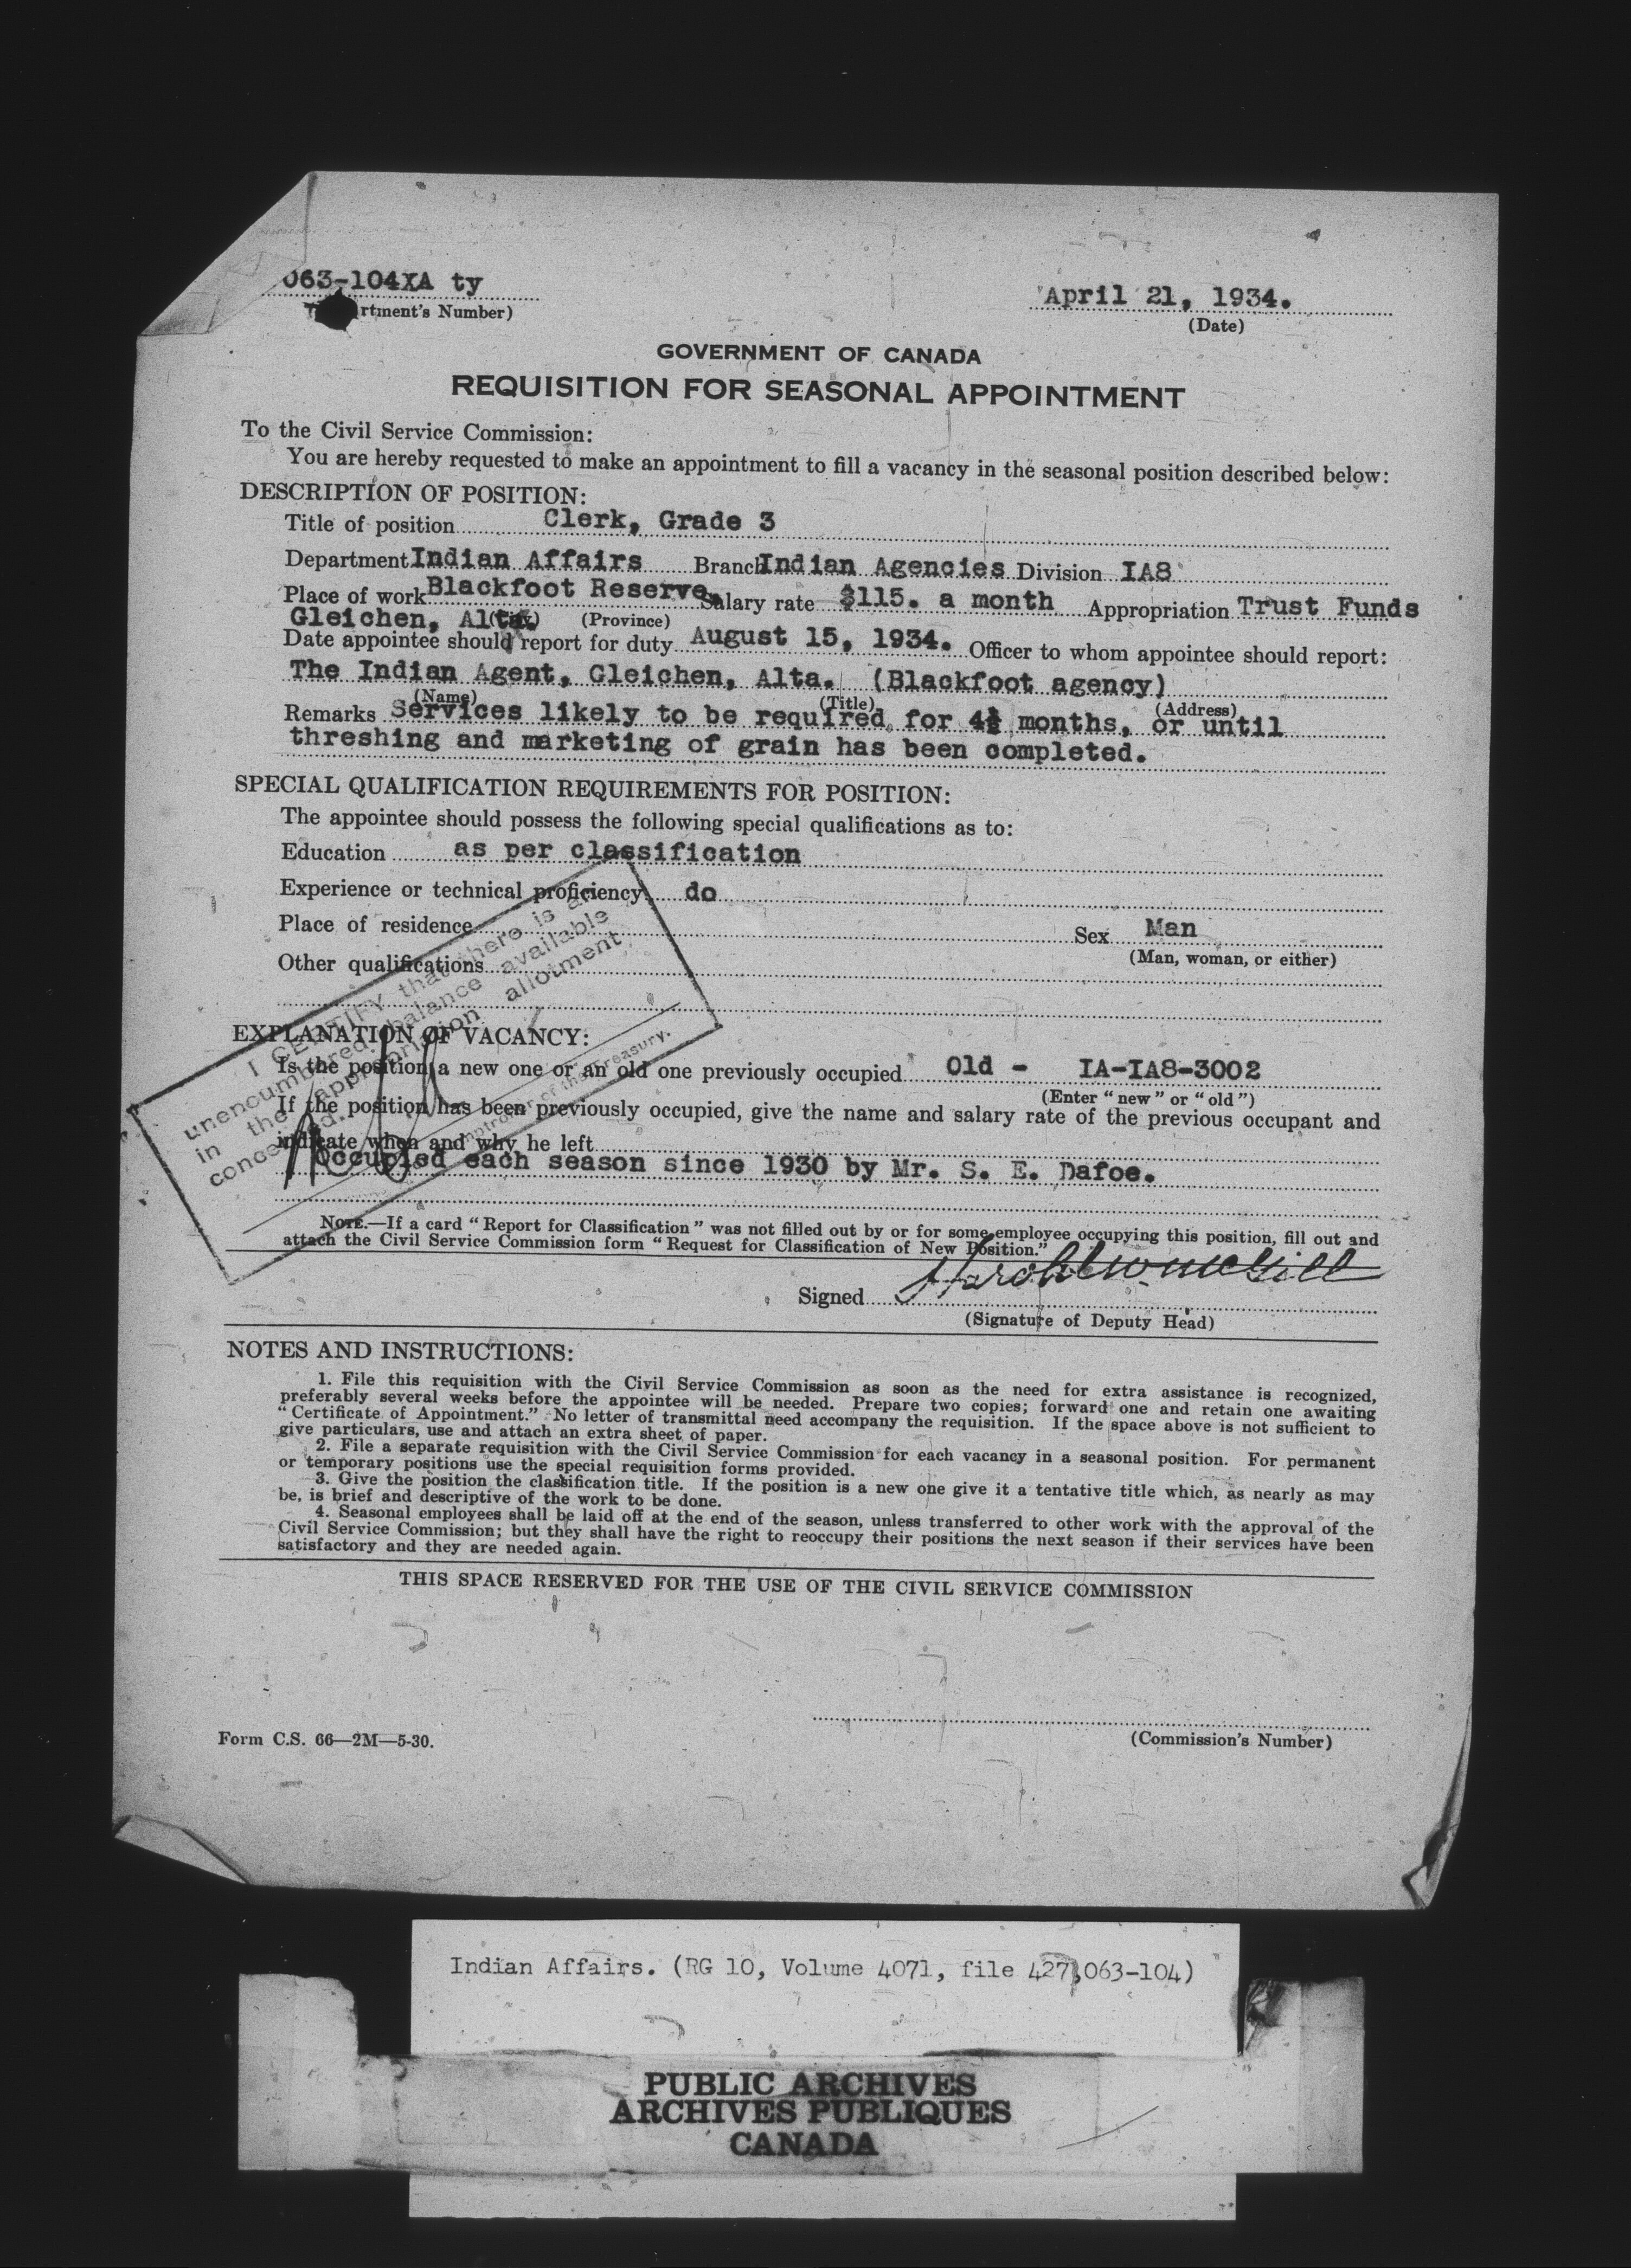 063-104XA ty
April 21, 1934.
rtment's Number)
(Date)
GOVERNMENT OF CANADA
REQUISITION FOR SEASONAL APPOINTMENT
To the Civil Service Commission:
You are hereby requested to make an appointment to fill a vacancy in the seasonal position described below:
DESCRIPTION OF POSITION:
Title of position Clerk, Grade 3
Department Indian Affairs Branch Indian Agencies Division IA8
Place of work Blackfoot Reserve, Salary rate $115. a month Appropriation Trust Funds
Gleichen, Alta. (City) (Province)
Date appointee should report for duty August 15, 1934. Officer to whom appointee should report:
The Indian Agent, Gleichen, Alta. (Blackfoot agency)
(Name) (Title) (Address)
Remarks Services likely to be required for 4½ months, or until
threshing and marketing of grain has been completed.
SPECIAL QUALIFICATION REQUIREMENTS FOR POSITION:
The appointee should possess the following special qualifications as to:
Education as per classification
Experience or technical proficiency do
Place of residence Sex Man
(Man, woman, or either)
Other qualifications
I CERTIFY that there is an
unencumbered balance available
in the appropriation allotment
concerned.
Comptroller of the Treasury.
EXPLANATION OF VACANCY:
Is the position a new one or an old one previously occupied Old - IA-IA8-3002
(Enter "new" or "old")
If the position has been previously occupied, give the name and salary rate of the previous occupant and
indicate when and why he left
Occupied each season since 1930 by Mr. S. E. Dafoe.
NOTE.—If a card "Report for Classification" was not filled out by or for some employee occupying this position, fill out and
attach the Civil Service Commission form "Request for Classification of New Position."
Signed Harold W McGill
(Signature of Deputy Head)
NOTES AND INSTRUCTIONS:
1. File this requisition with the Civil Service Commission as soon as the need for extra assistance is recognized,
preferably several weeks before the appointee will be needed. Prepare two copies; forward one and retain one awaiting
"Certificate of Appointment." No letter of transmittal need accompany the requisition. If the space above is not sufficient to
give particulars, use and attach an extra sheet of paper.
2. File a separate requisition with the Civil Service Commission for each vacancy in a seasonal position. For permanent
or temporary positions use the special requisition forms provided.
3. Give the position the classification title. If the position is a new one give it a tentative title which, as nearly as may
be, is brief and descriptive of the work to be done.
4. Seasonal employees shall be laid off at the end of the season, unless transferred to other work with the approval of the
Civil Service Commission; but they shall have the right to reoccupy their positions the next season if their services have been
satisfactory and they are needed again.
THIS SPACE RESERVED FOR THE USE OF THE CIVIL SERVICE COMMISSION
Form C.S. 66—2M—5-30.
(Commission's Number)
Indian Affairs. (RG 10, Volume 4071, file 427,063-104)
PUBLIC ARCHIVES
ARCHIVES PUBLIQUES
CANADA